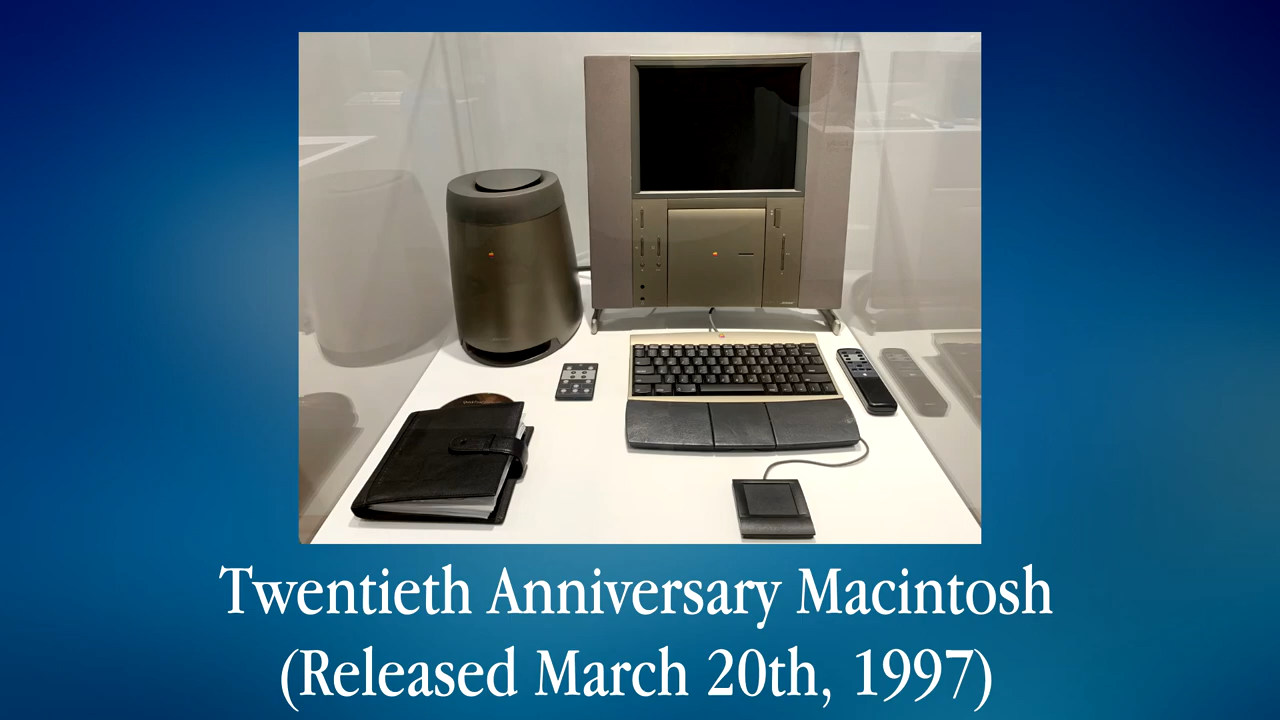 Twentieth Anniversary Macintosh
(Released March 20th, 1997)